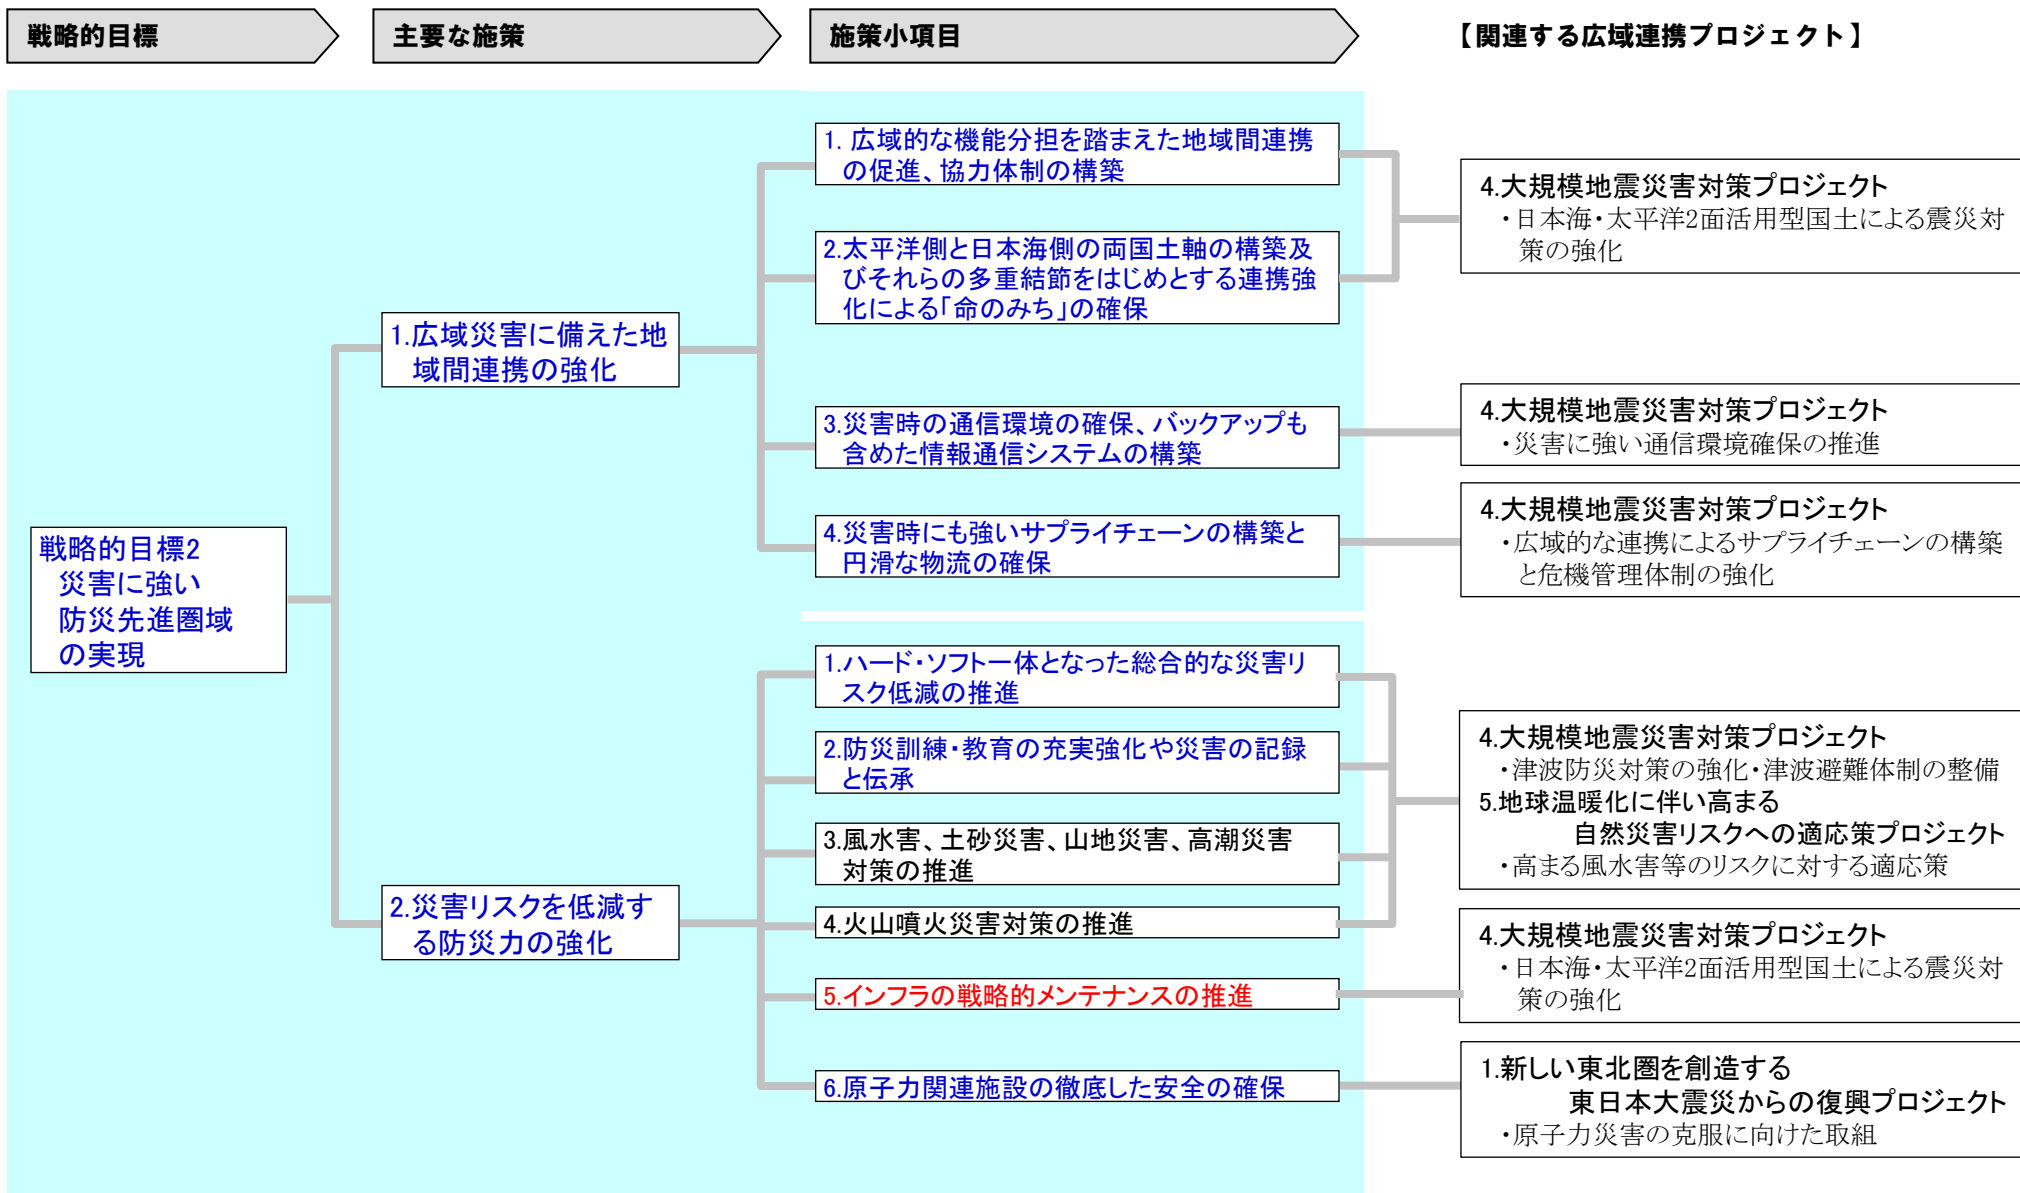 戦略的目標
主要な施策
施策小項目
【関連する広域連携プロジェクト】
戦略的目標2
災害に強い
防災先進圏域
の実現
1.広域災害に備えた地
域間連携の強化
1. 広域的な機能分担を踏まえた地域間連携
の促進、協力体制の構築
2.太平洋側と日本海側の両国土軸の構築及
びそれらの多重結節をはじめとする連携強
化による「命のみち」の確保
4.大規模地震災害対策プロジェクト
・日本海・太平洋2面活用型国土による震災対
策の強化
3.災害時の通信環境の確保、バックアップも
含めた情報通信システムの構築
4.大規模地震災害対策プロジェクト
・災害に強い通信環境確保の推進
4.災害時にも強いサプライチェーンの構築と
円滑な物流の確保
4.大規模地震災害対策プロジェクト
・広域的な連携によるサプライチェーンの構築
と危機管理体制の強化
2.災害リスクを低減す
る防災力の強化
1.ハード・ソフト一体となった総合的な災害リ
スク低減の推進
2.防災訓練・教育の充実強化や災害の記録
と伝承
3.風水害、土砂災害、山地災害、高潮災害
対策の推進
4.火山噴火災害対策の推進
4.大規模地震災害対策プロジェクト
・津波防災対策の強化・津波避難体制の整備
5.地球温暖化に伴い高まる
自然災害リスクへの適応策プロジェクト
・高まる風水害等のリスクに対する適応策
5.インフラの戦略的メンテナンスの推進
4.大規模地震災害対策プロジェクト
・日本海・太平洋2面活用型国土による震災対
策の強化
6.原子力関連施設の徹底した安全の確保
1.新しい東北圏を創造する
東日本大震災からの復興プロジェクト
・原子力災害の克服に向けた取組